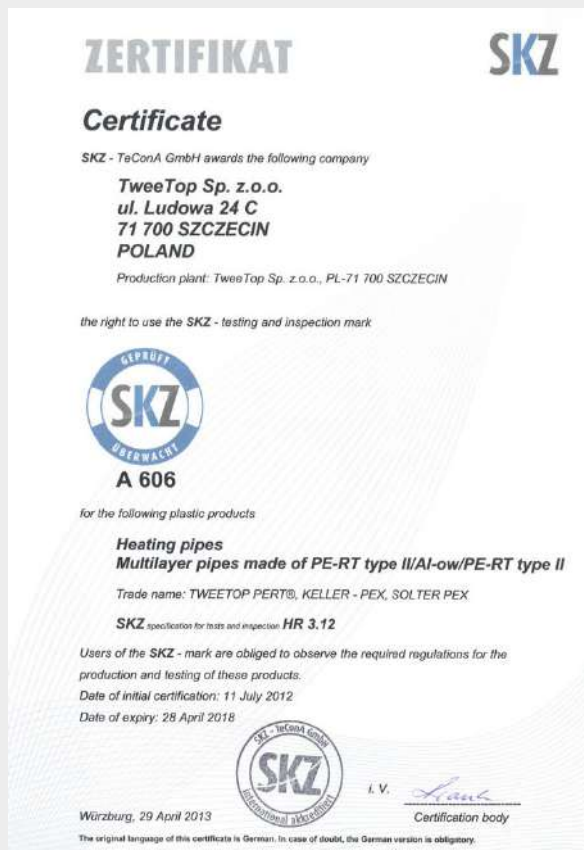 ZERTIFIKAT
SKZ
Certificate
SKZ - TeConA GmbH awards the following company
TweeTop Sp. z.o.o.
ul. Ludowa 24 C
71 700 SZCZECIN
POLAND
Production plant: TweeTop Sp. z.o.o., PL-71 700 SZCZECIN
the right to use the SKZ - testing and inspection mark
GEPRÜFT
SKZ
ÜBERWACHT
A 606
for the following plastic products
Heating pipes
Multilayer pipes made of PE-RT type II/Al-ow/PE-RT type II
Trade name: TWEETOP PERT®, KELLER - PEX, SOLTER PEX
SKZ specification for tests and inspection HR 3.12
Users of the SKZ - mark are obliged to observe the required regulations for the
production and testing of these products.
Date of initial certification: 11 July 2012
Date of expiry: 28 April 2018
SKZ - TeConA GmbH
SKZ
international akkreditiert
i. V.
Würzburg, 29 April 2013
Certification body
The original language of this certificate is German. In case of doubt, the German version is obligatory.